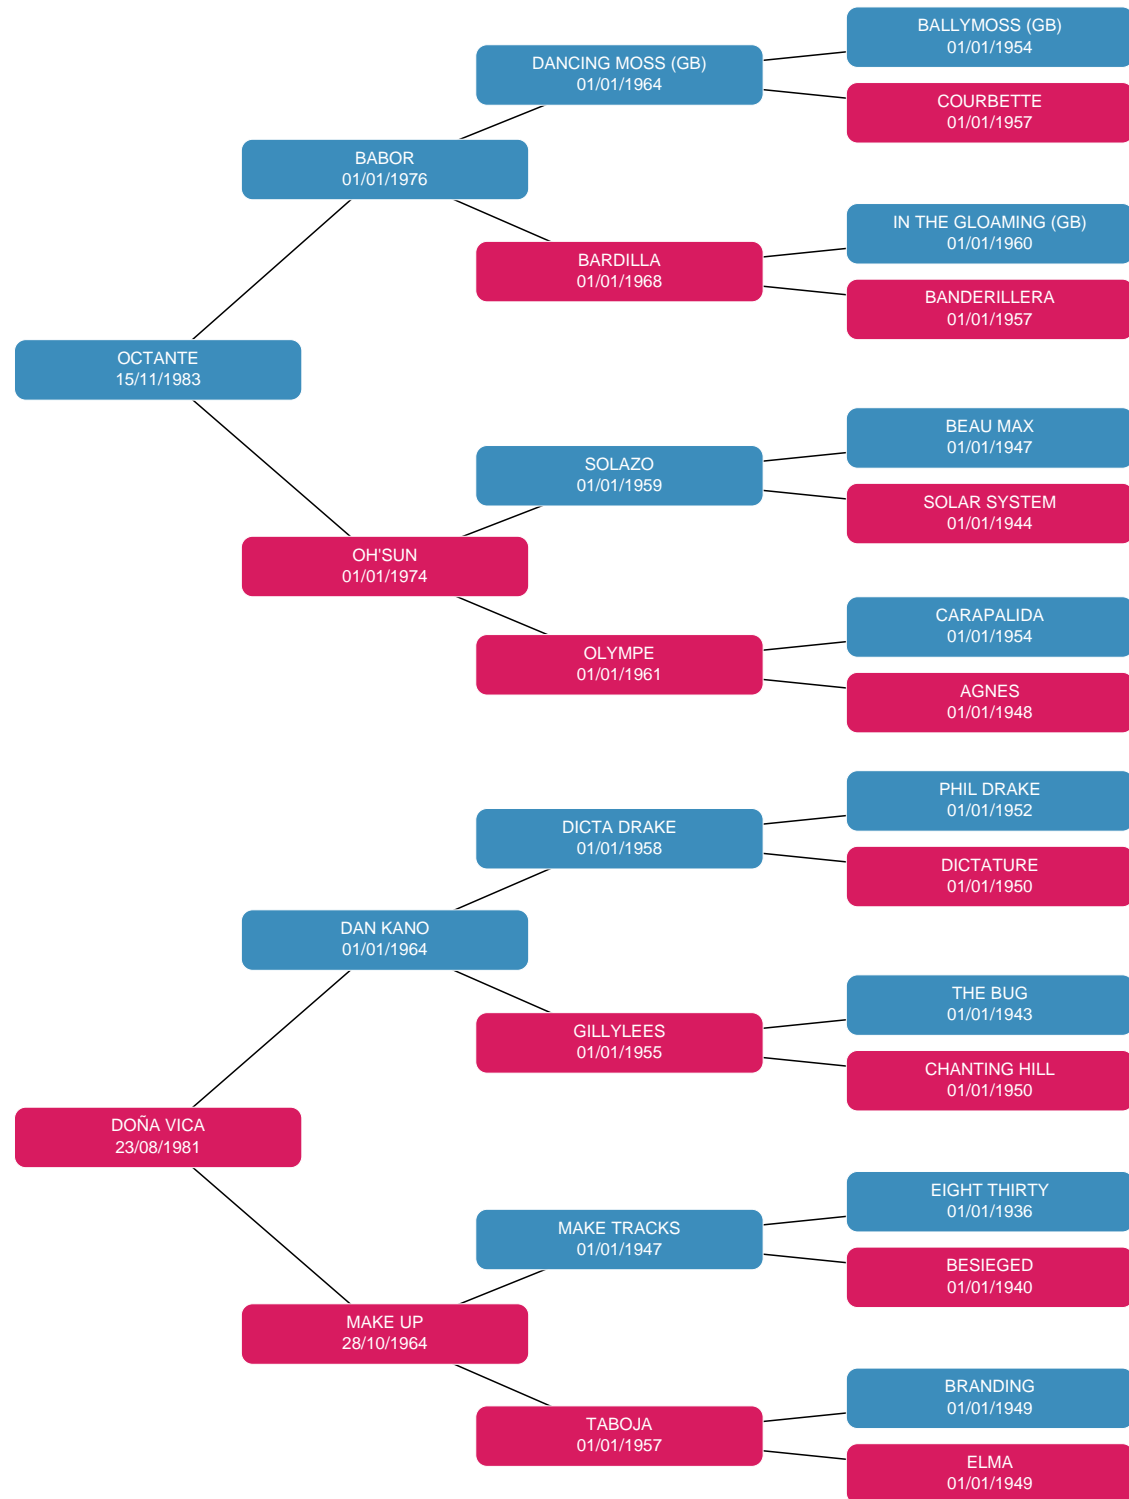 BALLYMOSS (GB)
01/01/1954
DANCING MOSS (GB)
01/01/1964
COURBETTE
01/01/1957
BABOR
01/01/1976
IN THE GLOAMING (GB)
01/01/1960
BARDILLA
01/01/1968
BANDERILLERA
01/01/1957
OCTANTE
15/11/1983
BEAU MAX
01/01/1947
SOLAZO
01/01/1959
SOLAR SYSTEM
01/01/1944
OH'SUN
01/01/1974
CARAPALIDA
01/01/1954
OLYMPE
01/01/1961
AGNES
01/01/1948
PHIL DRAKE
01/01/1952
DICTA DRAKE
01/01/1958
DICTATURE
01/01/1950
DAN KANO
01/01/1964
THE BUG
01/01/1943
GILLYLEES
01/01/1955
CHANTING HILL
01/01/1950
DOÑA VICA
23/08/1981
EIGHT THIRTY
01/01/1936
MAKE TRACKS
01/01/1947
BESIEGED
01/01/1940
MAKE UP
28/10/1964
BRANDING
01/01/1949
TABOJA
01/01/1957
ELMA
01/01/1949